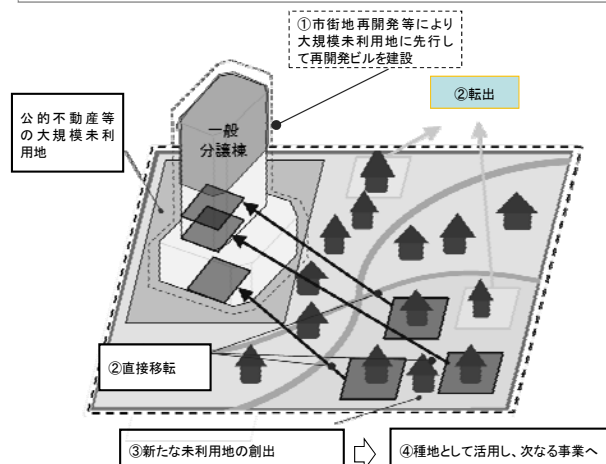 ①市街地再開発等により
大規模未利用地に先行し
て再開発ビルを建設
②転出
公的不動産等
の大規模未利
用地
一般
分譲棟
②直接移転
③新たな未利用地の創出
④種地として活用し、次なる事業へ